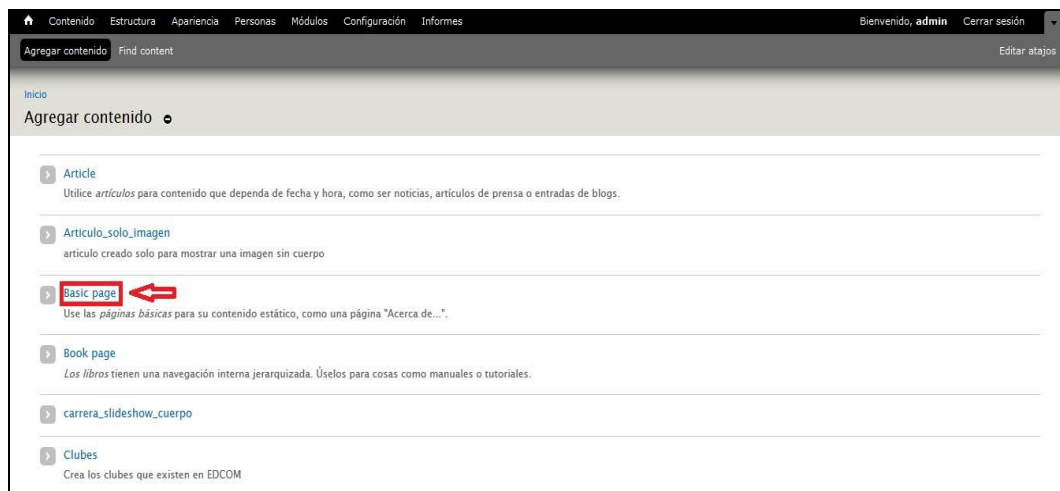 Contenido Estructura Apariencia Personas Módulos Configuración Informes Bienvenido, admin Cerrar sesión
Agregar contenido Find content Editar atajos
Inicio
Agregar contenido
Article
Utilice artículos para contenido que dependa de fecha y hora, como ser noticias, artículos de prensa o entradas de blogs.
Articulo_solo_imagen
articulo creado solo para mostrar una imagen sin cuerpo
Basic page
Use las páginas básicas para su contenido estático, como una página "Acerca de...".
Book page
Los libros tienen una navegación interna jerarquizada. Úselos para cosas como manuales o tutoriales.
carrera_slideshow_cuerpo
Clubes
Crea los clubes que existen en EDCOM